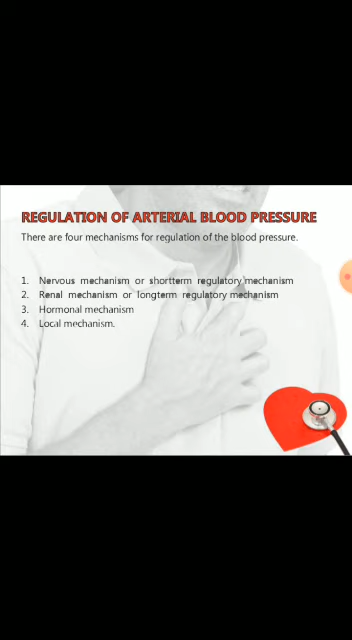 REGULATION OF ARTERIAL BLOOD PRESSURE
There are four mechanisms for regulation of the blood pressure.
1. Nervous mechanism or shortterm regulatory mechanism
2. Renal mechanism or longterm regulatory mechanism
3. Hormonal mechanism
4. Local mechanism.